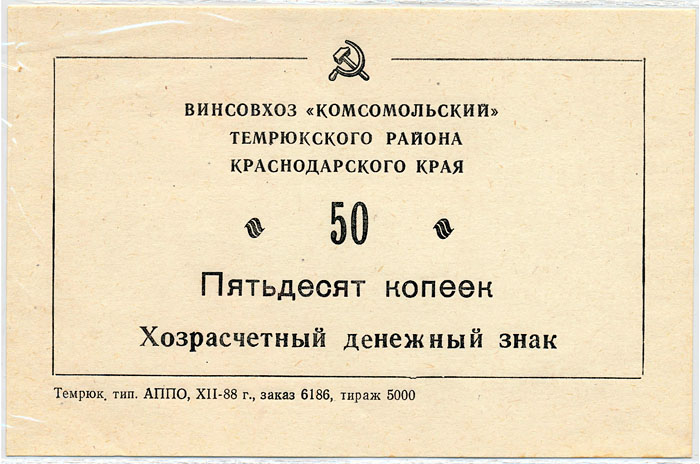 ВИНСОВХОЗ «КОМСОМОЛЬСКИЙ»
ТЕМРЮКСКОГО РАЙОНА
КРАСНОДАРСКОГО КРАЯ
50
Пятьдесят копеек
Хозрасчетный денежный знак
Темрюк. тип. АППО, XII-88 г., заказ 6186, тираж 5000